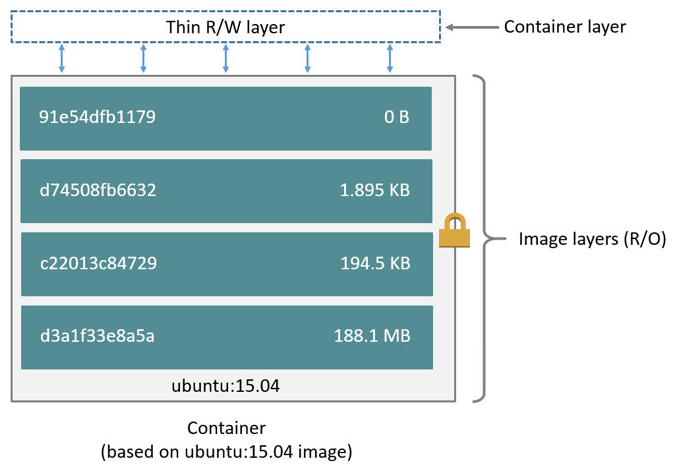 Thin R/W layer
Container layer
91e54dfb1179 0 B
d74508fb6632 1.895 KB
c22013c84729 194.5 KB
Image layers (R/O)
d3a1f33e8a5a 188.1 MB
ubuntu:15.04
Container
(based on ubuntu:15.04 image)